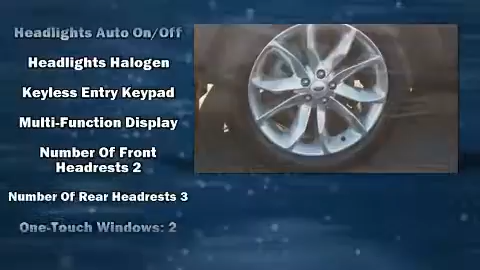 Headlights Auto On/Off
Headlights Halogen
Keyless Entry Keypad
Multi-Function Display
Number Of Front
Headrests 2
Number Of Rear Headrests 3
One-Touch Windows: 2